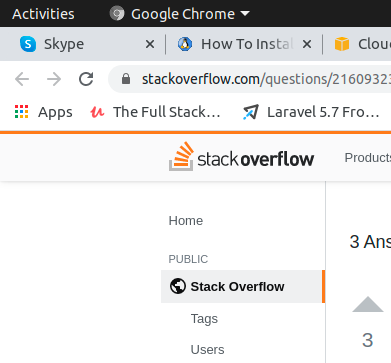 Activities Google Chrome
Skype How To Instal Clou
stackoverflow.com/questions/21609323
Apps The Full Stack… Laravel 5.7 Fro…
stackoverflow Products
Home
3 Ans
PUBLIC
Stack Overflow
Tags
3
Users